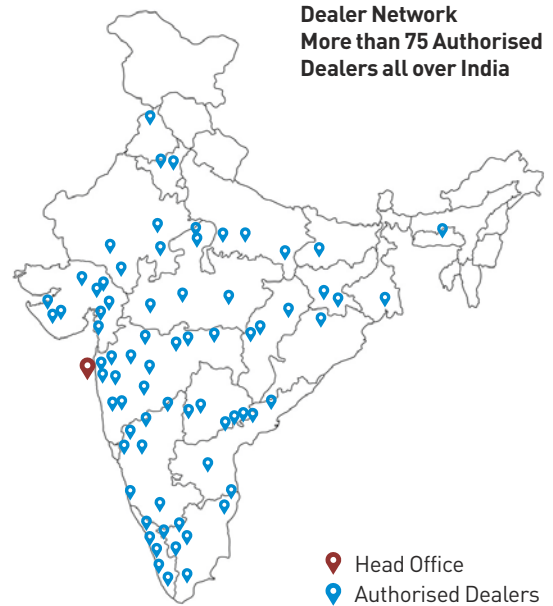 Dealer Network
More than 75 Authorised
Dealers all over India
Head Office
Authorised Dealers